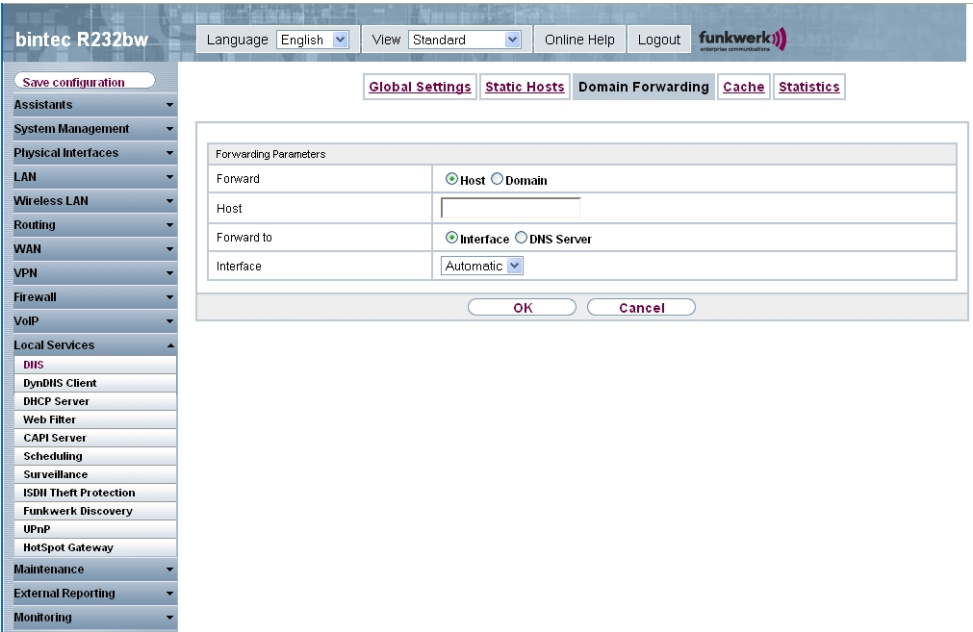 bintec R232bw
Language English View Standard Online Help Logout funkwerk
enterprise communications
Save configuration
Assistants
System Management
Physical Interfaces
LAN
Wireless LAN
Routing
WAN
VPN
Firewall
VoIP
Local Services
DNS
DynDNS Client
DHCP Server
Web Filter
CAPI Server
Scheduling
Surveillance
ISDN Theft Protection
Funkwerk Discovery
UPnP
HotSpot Gateway
Maintenance
External Reporting
Monitoring
Global Settings Static Hosts Domain Forwarding Cache Statistics
Forwarding Parameters
Forward Host Domain
Host
Forward to Interface DNS Server
Interface Automatic
OK Cancel